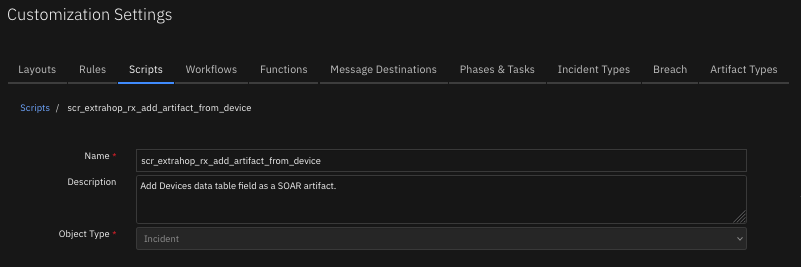 Customization Settings
Layouts Rules Scripts Workflows Functions Message Destinations Phases & Tasks Incident Types Breach Artifact Types
Scripts / scr_extrahop_rx_add_artifact_from_device
Name * scr_extrahop_rx_add_artifact_from_device
Description Add Devices data table field as a SOAR artifact.
Object Type * Incident